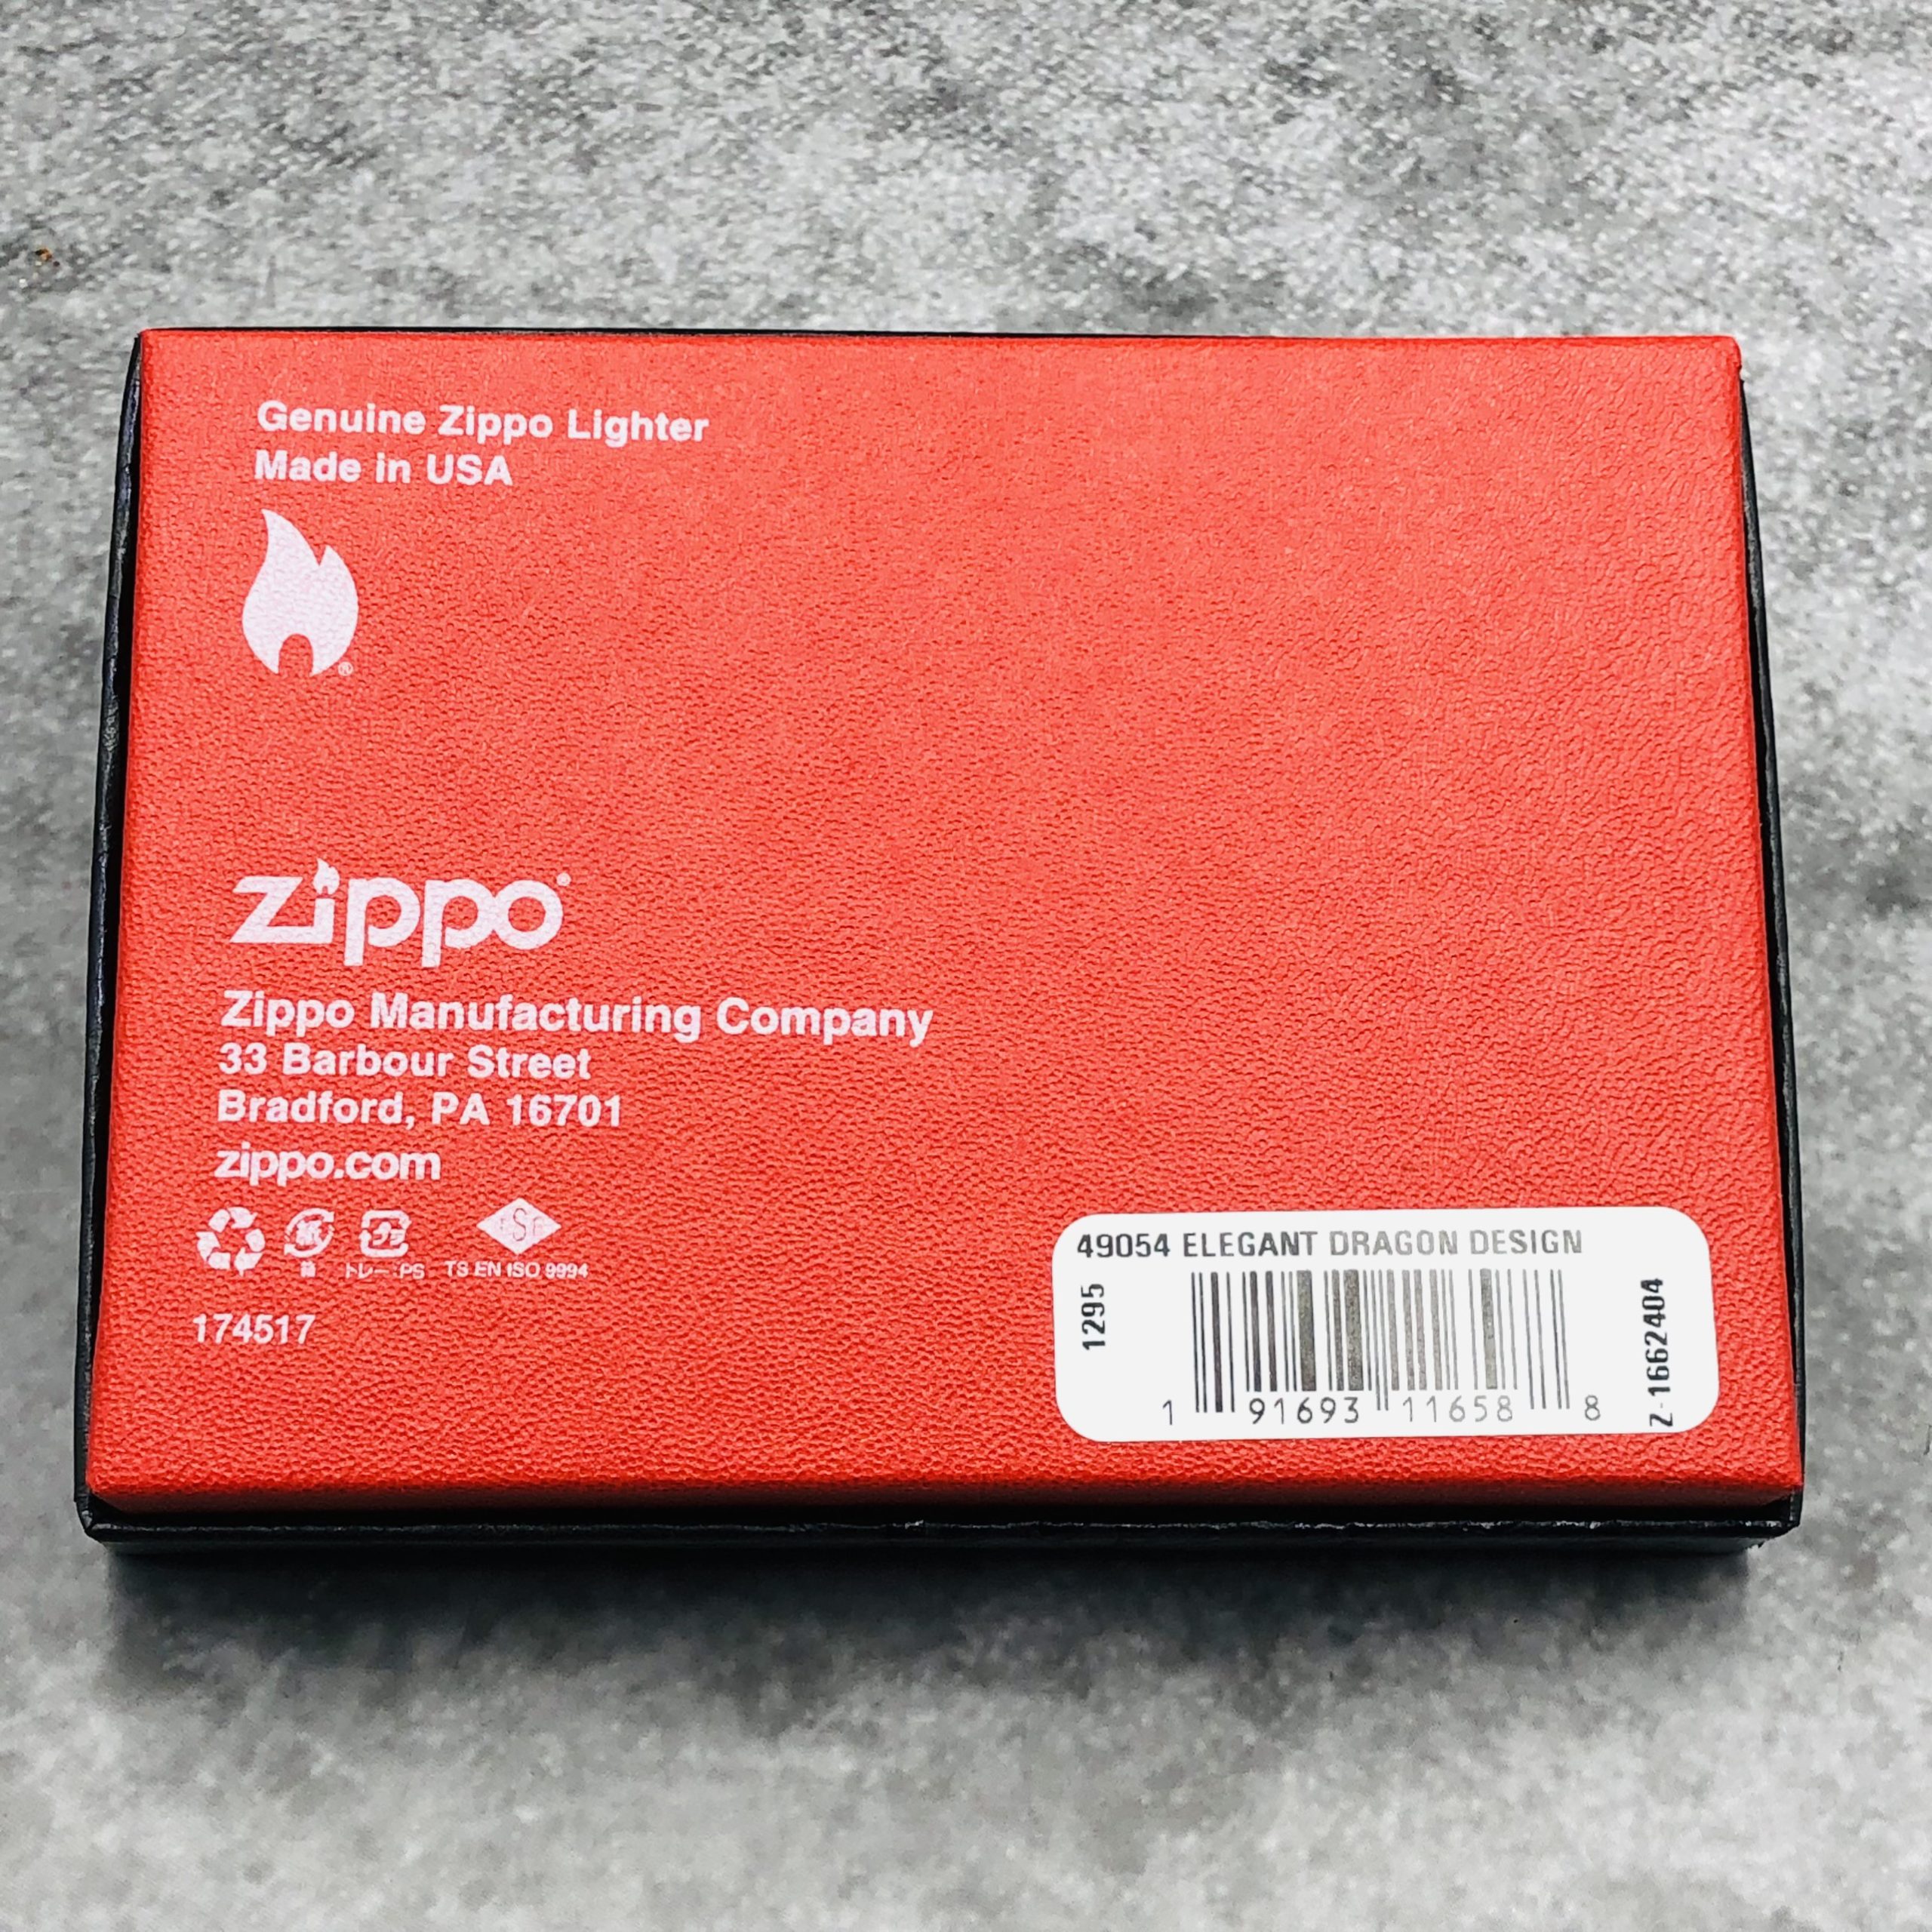 Genuine Zippo Lighter
Made in USA
®
zippo®
Zippo Manufacturing Company
33 Barbour Street
Bradford, PA 16701
zippo.com
箱 トレー:PS TS EN ISO 9994
174517
49054 ELEGANT DRAGON DESIGN
1295
1 91693 11658 8
Z-1662404